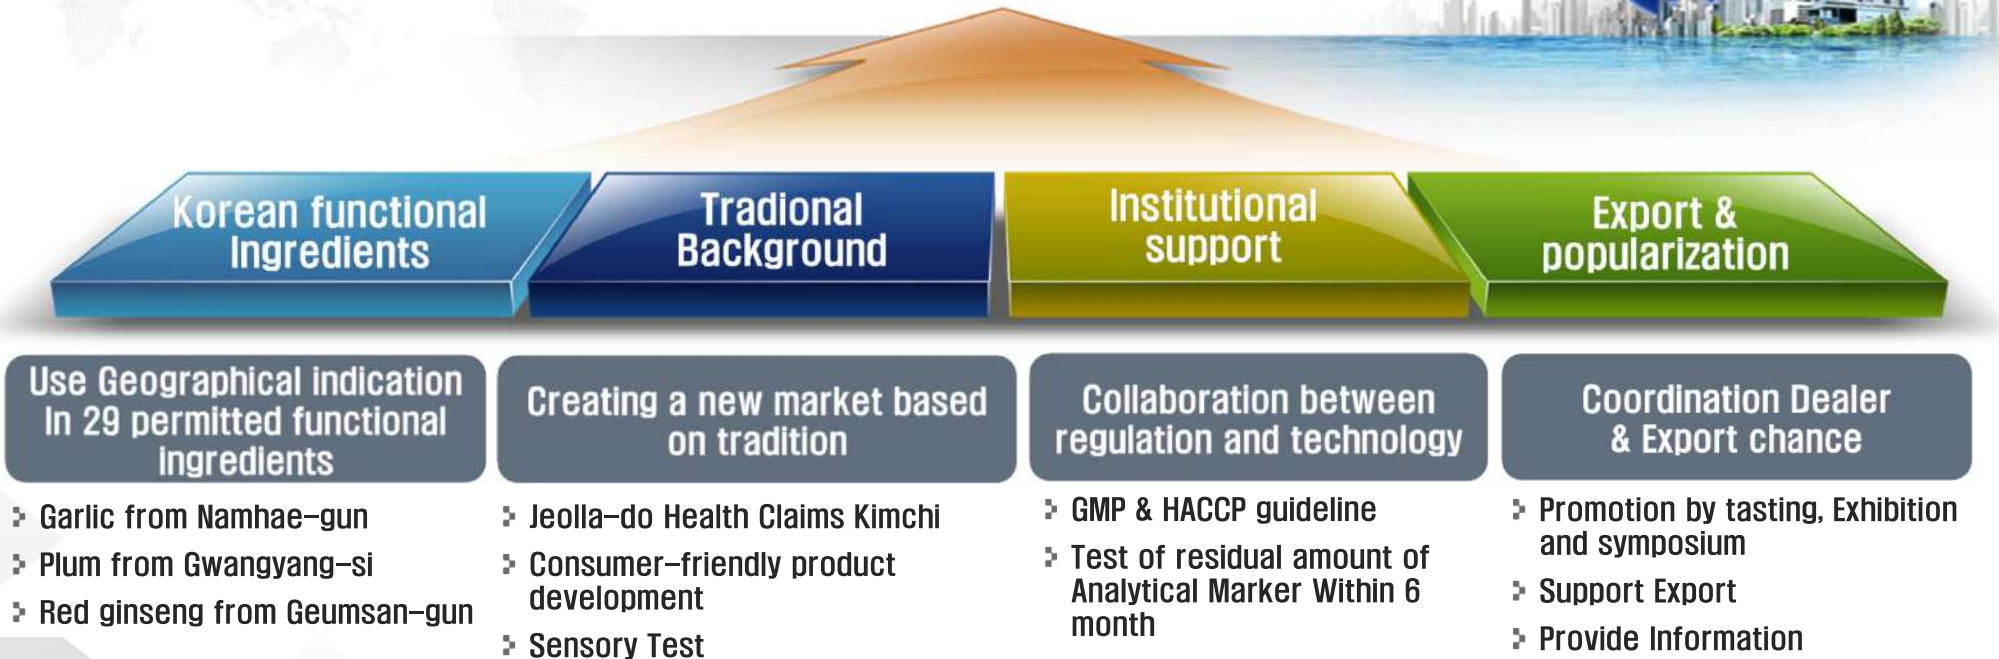 Korean functional
Ingredients
Tradional
Background
Institutional
support
Export &
popularization
Use Geographical indication
In 29 permitted functional
ingredients
Creating a new market based
on tradition
Collaboration between
regulation and technology
Coordination Dealer
& Export chance
Garlic from Namhae-gun
Plum from Gwangyang-si
Red ginseng from Geumsan-gun
Jeolla-do Health Claims Kimchi
Consumer-friendly product
development
Sensory Test
GMP & HACCP guideline
Test of residual amount of
Analytical Marker Within 6
month
Promotion by tasting, Exhibition
and symposium
Support Export
Provide Information